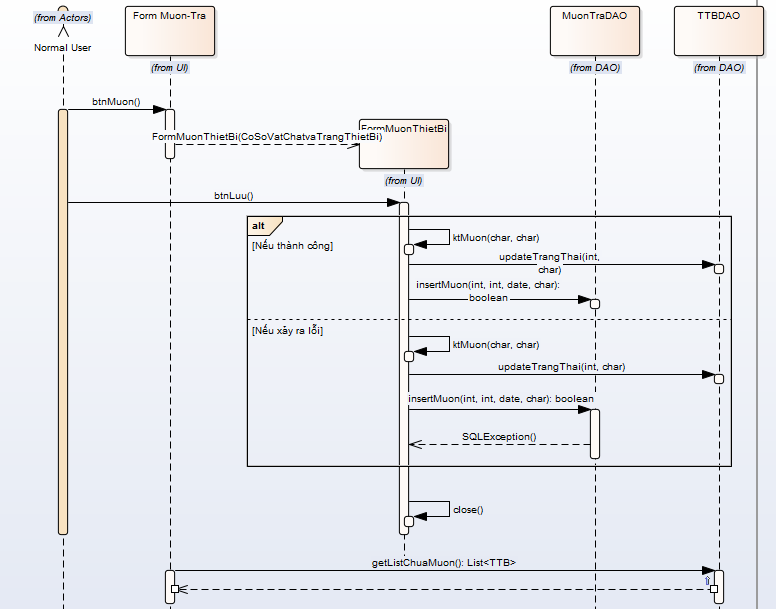 (from Actors)
Normal User
Form Muon-Tra
(from UI)
MuonTraDAO
(from DAO)
TTBDAO
(from DAO)
btnMuon()
FormMuonThietBi(CoSoVatChatvaTrangThietBi)
FormMuonThietBi
(from UI)
btnLuu()
alt
[Nếu thành công]
ktMuon(char, char)
updateTrangThai(int,
char)
insertMuon(int, int, date, char):
boolean
[Nếu xảy ra lỗi]
ktMuon(char, char)
updateTrangThai(int, char)
insertMuon(int, int, date, char): boolean
SQLException()
close()
getListChuaMuon(): List<TTB>